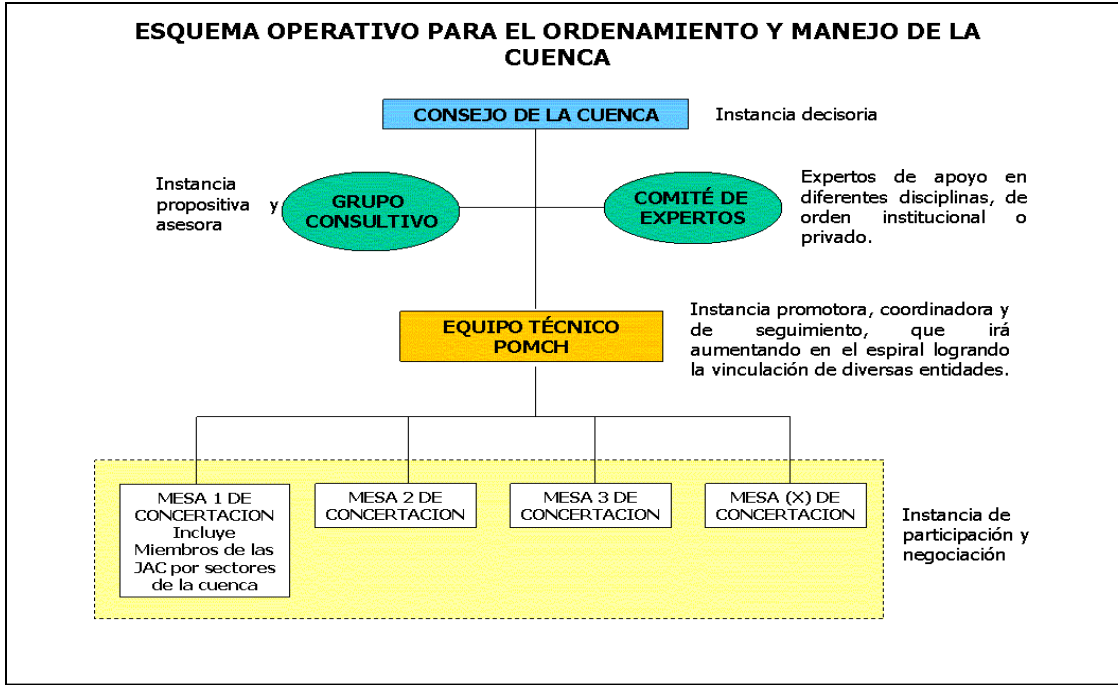 ESQUEMA OPERATIVO PARA EL ORDENAMIENTO Y MANEJO DE LA
CUENCA
CONSEJO DE LA CUENCA
Instancia decisoria
Instancia
propositiva y
asesora
GRUPO
CONSULTIVO
COMITÉ DE
EXPERTOS
Expertos de apoyo en
diferentes disciplinas, de
orden institucional o
privado.
EQUIPO TÉCNICO
POMCH
Instancia promotora, coordinadora y
de seguimiento, que irá
aumentando en el espiral logrando
la vinculación de diversas entidades.
MESA 1 DE
CONCERTACION
Incluye
Miembros de las
JAC por sectores
de la cuenca
MESA 2 DE
CONCERTACION
MESA 3 DE
CONCERTACION
MESA (X) DE
CONCERTACION
Instancia de
participación y
negociación